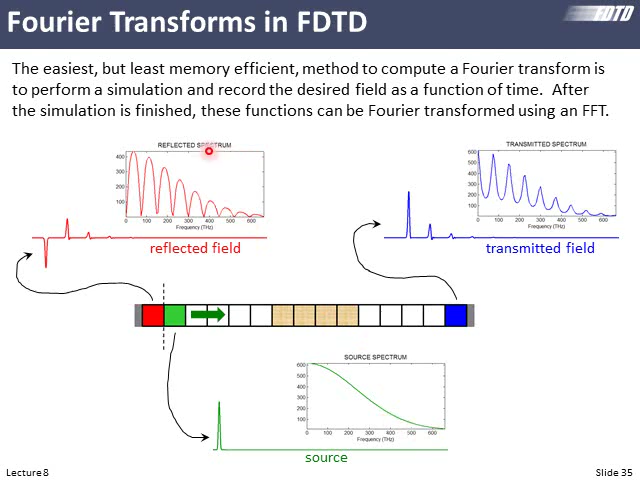 Fourier Transforms in FDTD
FDTD
The easiest, but least memory efficient, method to compute a Fourier transform is
to perform a simulation and record the desired field as a function of time. After
the simulation is finished, these functions can be Fourier transformed using an FFT.
REFLECTED SPECTRUM
400
300
200
100
0 100 200 300 400 500 600
Frequency (THz)
reflected field
TRANSMITTED SPECTRUM
600
500
400
300
200
100
0 100 200 300 400 500 600
Frequency (THz)
transmitted field
SOURCE SPECTRUM
600
500
400
300
200
100
0 100 200 300 400 500 600
Frequency (THz)
source
Lecture 8
Slide 35